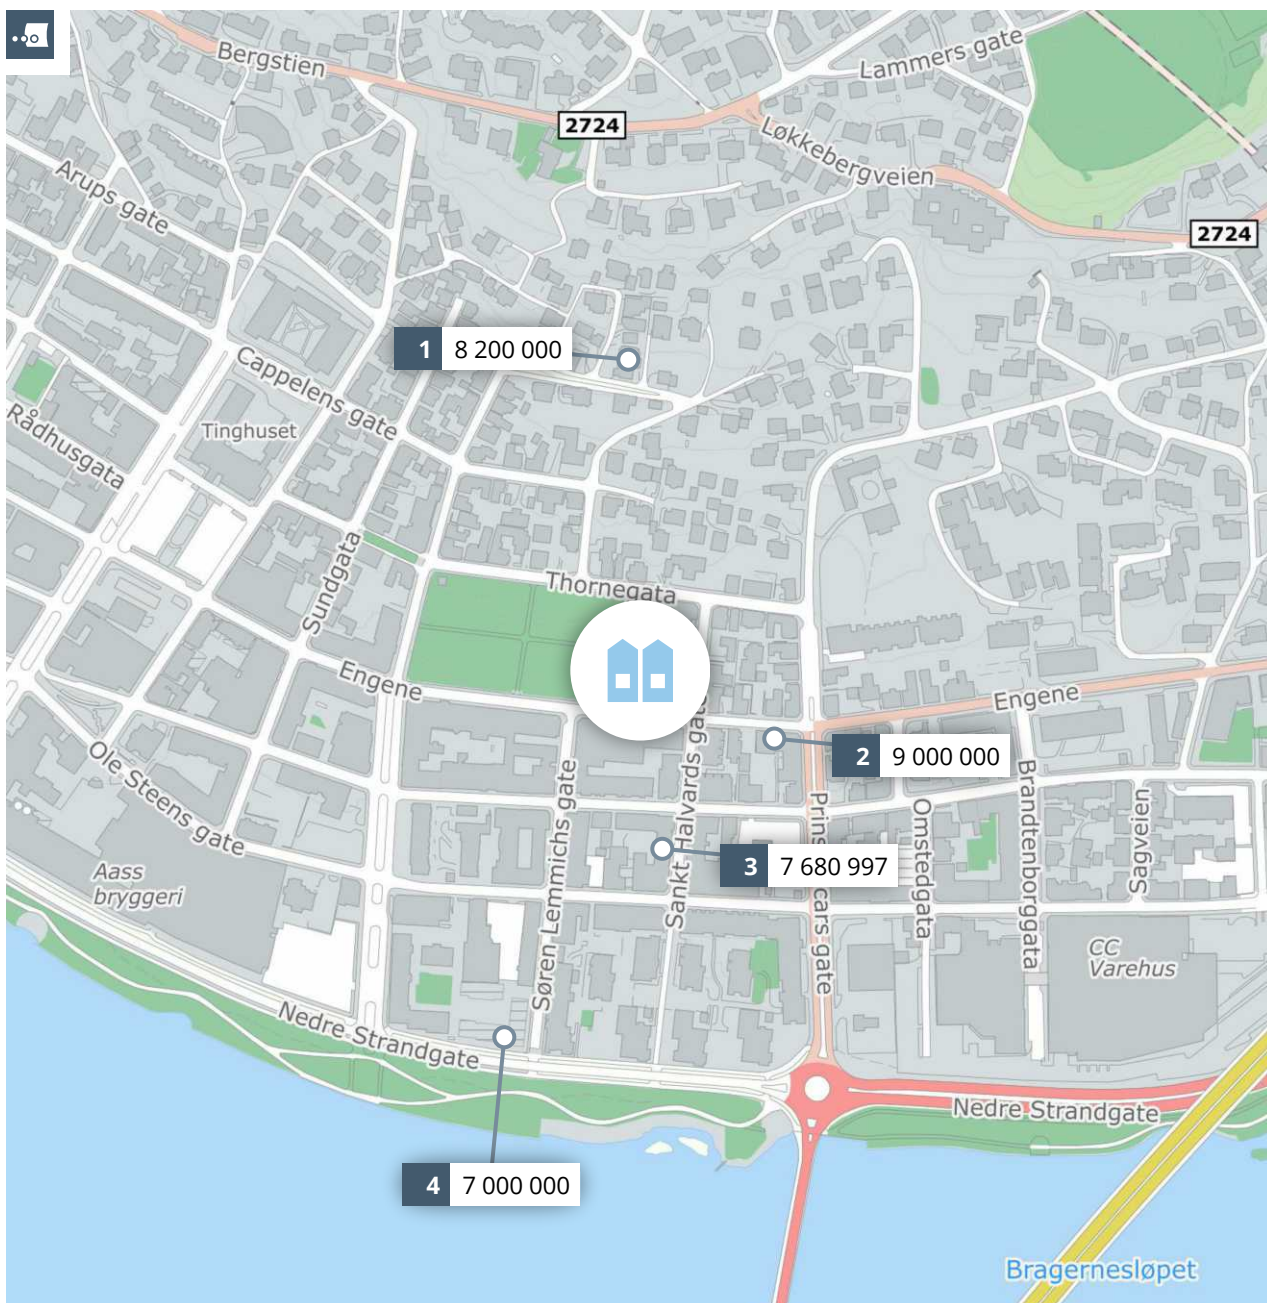 Bergstien
Lammers gate
2724
Løkkebergveien
Arups gate
2724
1 8 200 000
Cappelens gate
Tinghuset
Rådhusgata
Sundgata
Thornegata
Engene
Engene
2 9 000 000
Ole Steens gate
Søren Lemmichs gate
Sankt Halvards gate
Prins
cars gate
Omstedgata
Brandtenborggata
Sagveien
3 7 680 997
Aass
bryggeri
CC
Varehus
Nedre Strandgate
Nedre Strandgate
4 7 000 000
Bragernesløpet